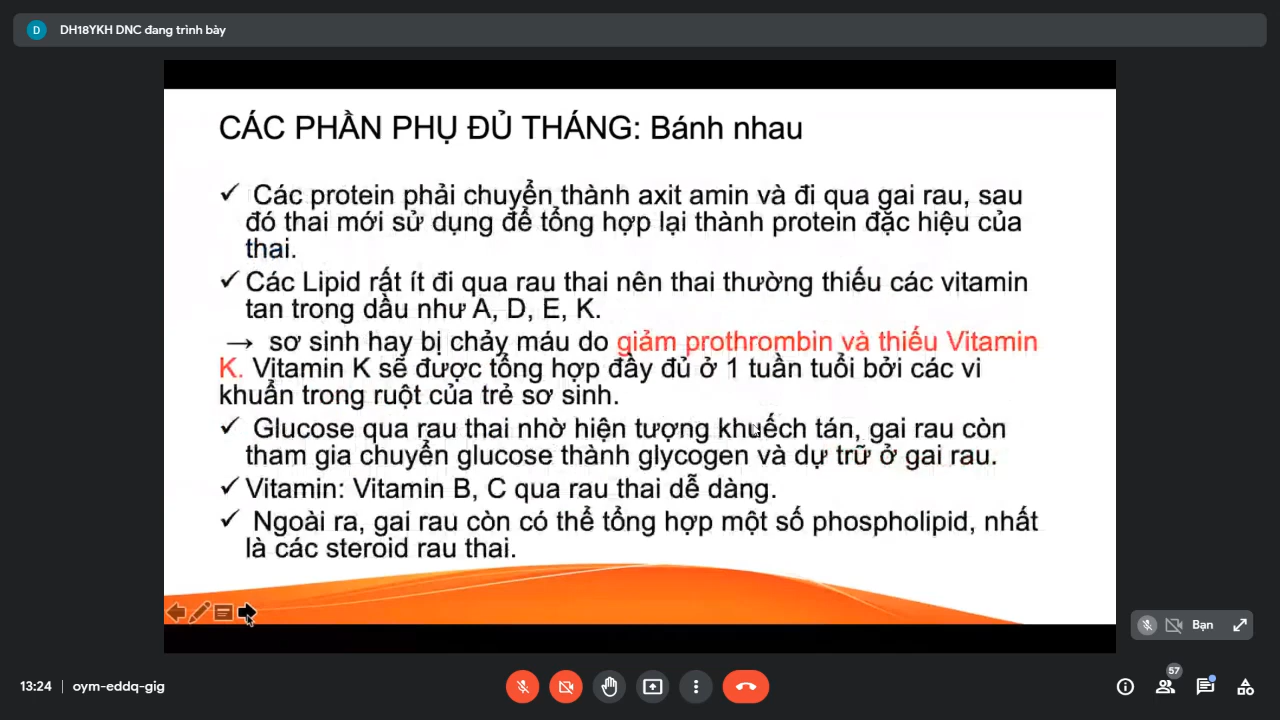 D DH18YKH DNC đang trình bày
CÁC PHẦN PHỤ ĐỦ THÁNG: Bánh nhau
✓ Các protein phải chuyển thành axit amin và đi qua gai rau, sau
đó thai mới sử dụng để tổng hợp lại thành protein đặc hiệu của
thai.
✓ Các Lipid rất ít đi qua rau thai nên thai thường thiếu các vitamin
tan trong dầu như A, D, E, K.
→ sơ sinh hay bị chảy máu do giảm prothrombin và thiếu Vitamin
K. Vitamin K sẽ được tổng hợp đầy đủ ở 1 tuần tuổi bởi các vi
khuẩn trong ruột của trẻ sơ sinh.
✓ Glucose qua rau thai nhờ hiện tượng khuếch tán, gai rau còn
tham gia chuyển glucose thành glycogen và dự trữ ở gai rau.
✓ Vitamin: Vitamin B, C qua rau thai dễ dàng.
✓ Ngoài ra, gai rau còn có thể tổng hợp một số phospholipid, nhất
là các steroid rau thai.
Bạn
13:24 | oym-eddq-gig
57